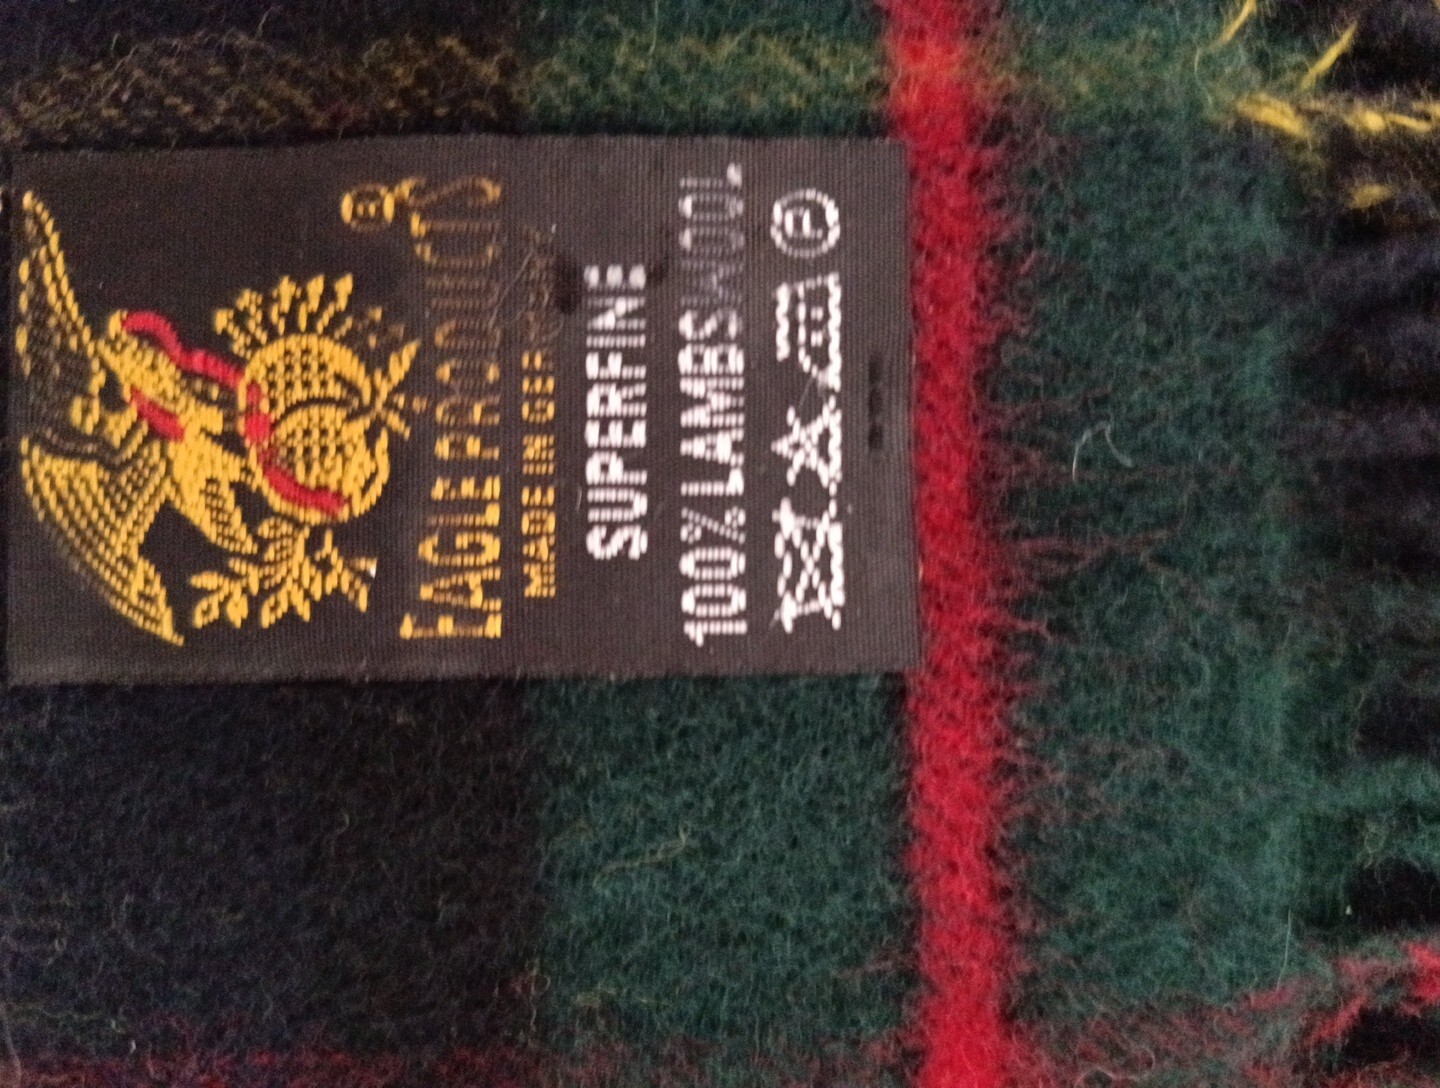 EAGLE PRODUCTS
MADE IN GERMANY
SUPERFINE
100% LAMBSWOOL
P